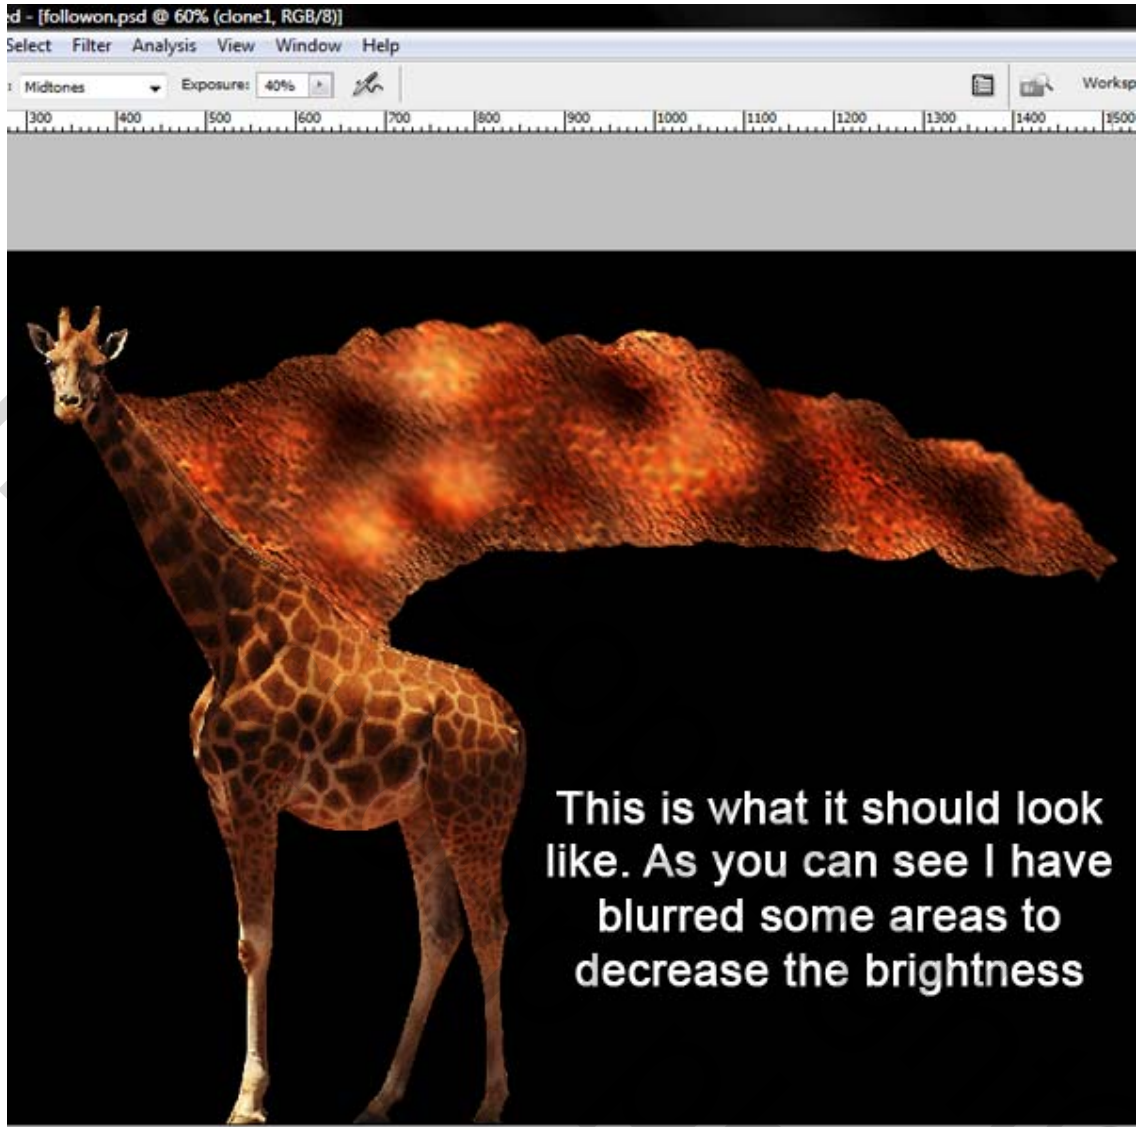 ed - [followon.psd @ 60% (clone1, RGB/8)]
Select Filter Analysis View Window Help
: Midtones Exposure: 40% Worksp
300 400 500 600 700 800 900 1000 1100 1200 1300 1400 1500
This is what it should look
like. As you can see I have
blurred some areas to
decrease the brightness